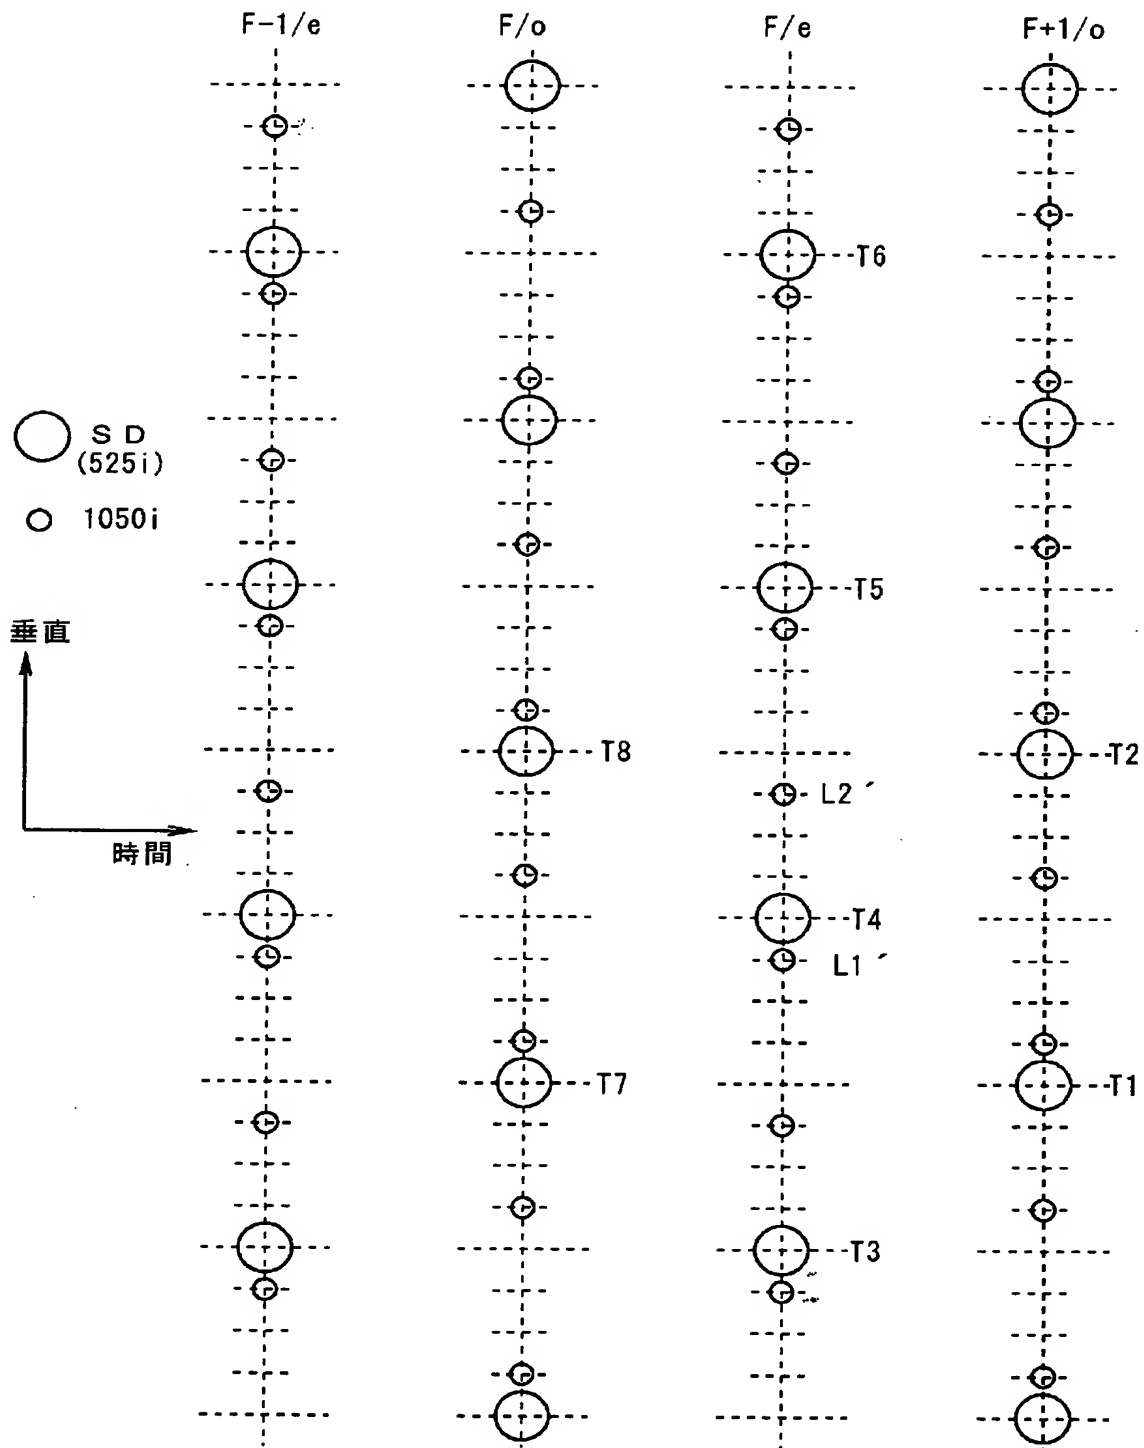 F-1/e F/o F/e F+1/o
T6
SD
(525i)
1050i
T5
垂直
T8 T2
L2´
時間
T4
L1´
T7 T1
T3